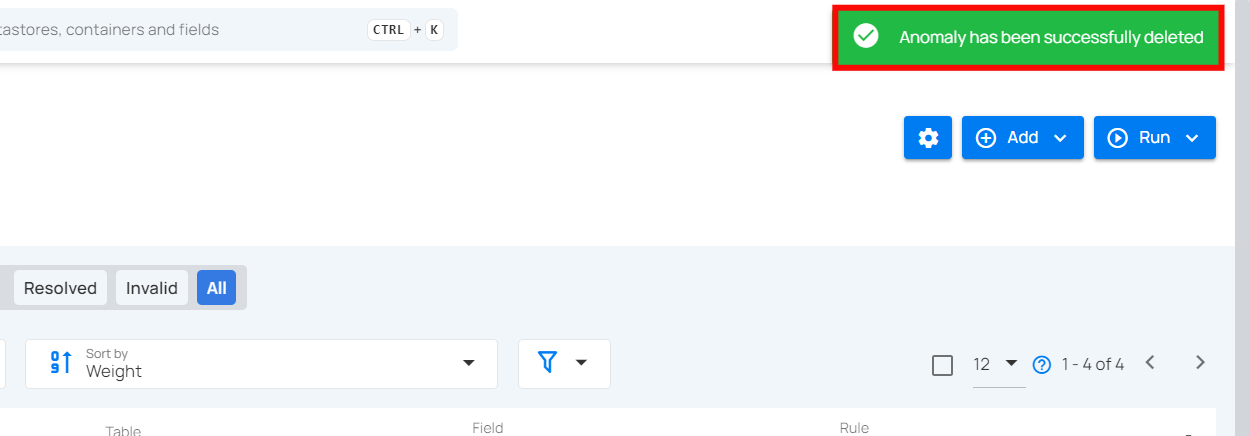 tastores, containers and fields CTRL + K
Anomaly has been successfully deleted
Add Run
Resolved Invalid All
Sort by
Weight
12 1 - 4 of 4
Table Field Rule